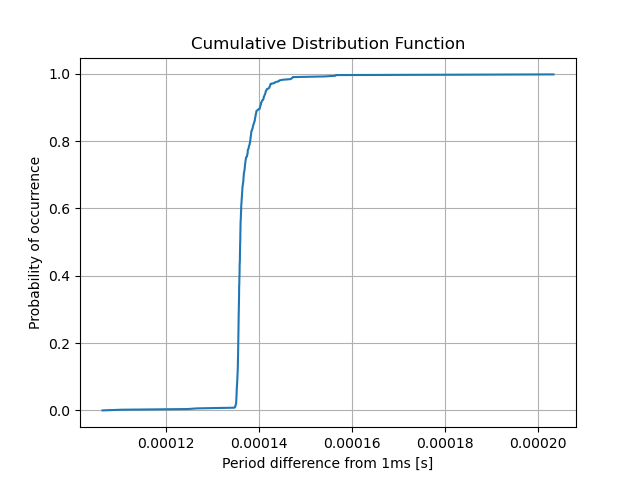 Cumulative Distribution Function
Probability of occurrence
1.0
0.8
0.6
0.4
0.2
0.0
0.00012 0.00014 0.00016 0.00018 0.00020
Period difference from 1ms [s]